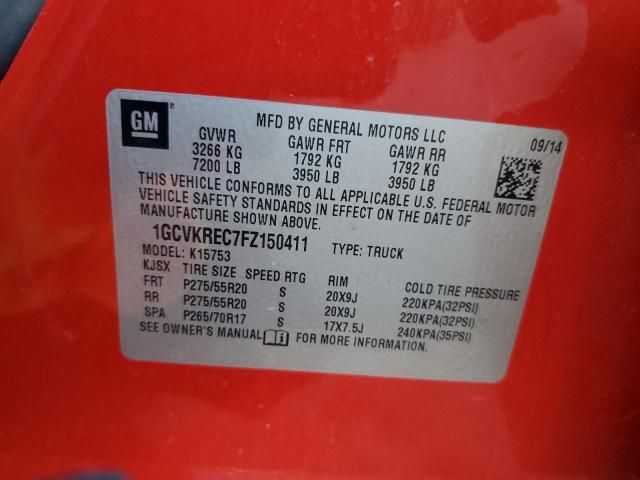 GM
®
MFD BY GENERAL MOTORS LLC
09/14
GVWR GAWR FRT GAWR RR
3266 KG 1792 KG 1792 KG
7200 LB 3950 LB 3950 LB
THIS VEHICLE CONFORMS TO ALL APPLICABLE U.S. FEDERAL MOTOR
VEHICLE SAFETY STANDARDS IN EFFECT ON THE DATE OF
MANUFACTURE SHOWN ABOVE.
1GCVKREC7FZ150411 TYPE: TRUCK
MODEL: K15753
KJSX TIRE SIZE SPEED RTG RIM COLD TIRE PRESSURE
FRT P275/55R20 S 20X9J 220KPA(32PSI)
RR P275/55R20 S 20X9J 220KPA(32PSI)
SPA P265/70R17 S 17X7.5J 240KPA(35PSI)
SEE OWNER'S MANUAL i FOR MORE INFORMATION.